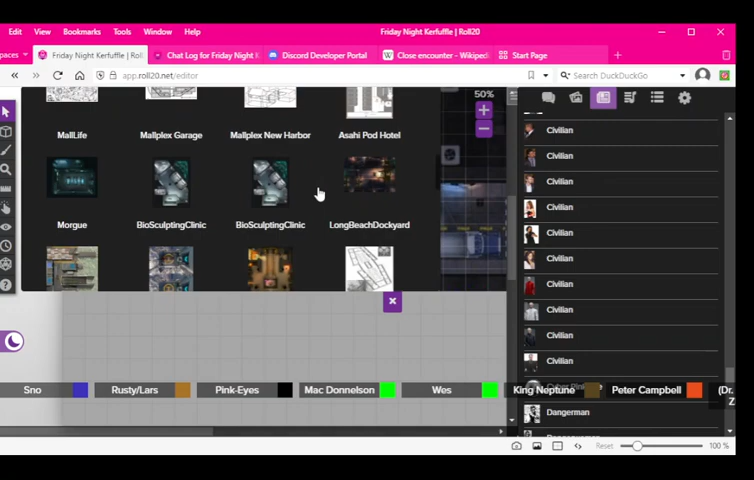 Edit View Bookmarks Tools Window Help Friday Night Kerfuffle | Roll20
paces Friday Night Kerfuffle | Roll Chat Log for Friday Night K Discord Developer Portal Close encounter - Wikiped Start Page
app.roll20.net/editor Search DuckDuckGo
50%
MallLife Mallplex Garage Mallplex New Harbor Asahi Pod Hotel
Morgue BioSculptingClinic BioSculptingClinic LongBeachDockyard
Civilian
Civilian
Civilian
Civilian
Civilian
Civilian
Civilian
Civilian
Civilian
Civilian
Dangerman
Sno Rusty/Lars Pink-Eyes Mac Donnelson Wes King Neptune Peter Campbell (Dr.
Z
Reset 100 %